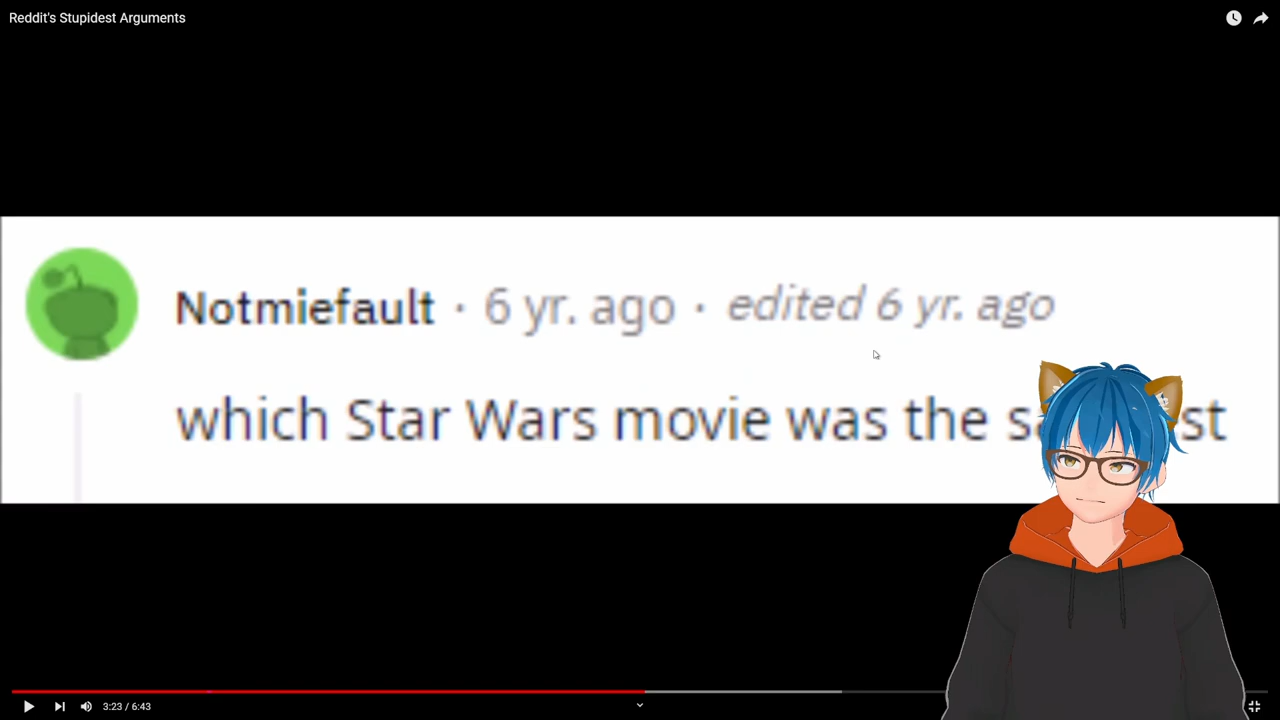 Reddit's Stupidest Arguments
Notmiefault · 6 yr. ago · edited 6 yr. ago
which Star Wars movie was the
3:23 / 6:43